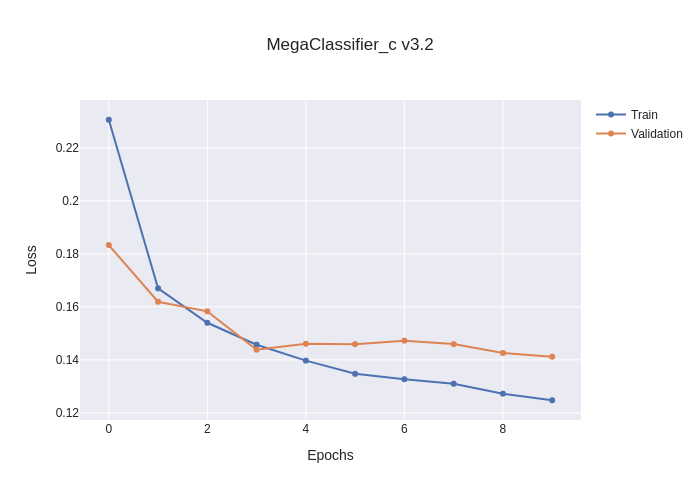 MegaClassifier_c v3.2
Train
Validation
0.22
0.2
0.18
0.16
0.14
0.12
Loss
0 2 4 6 8
Epochs